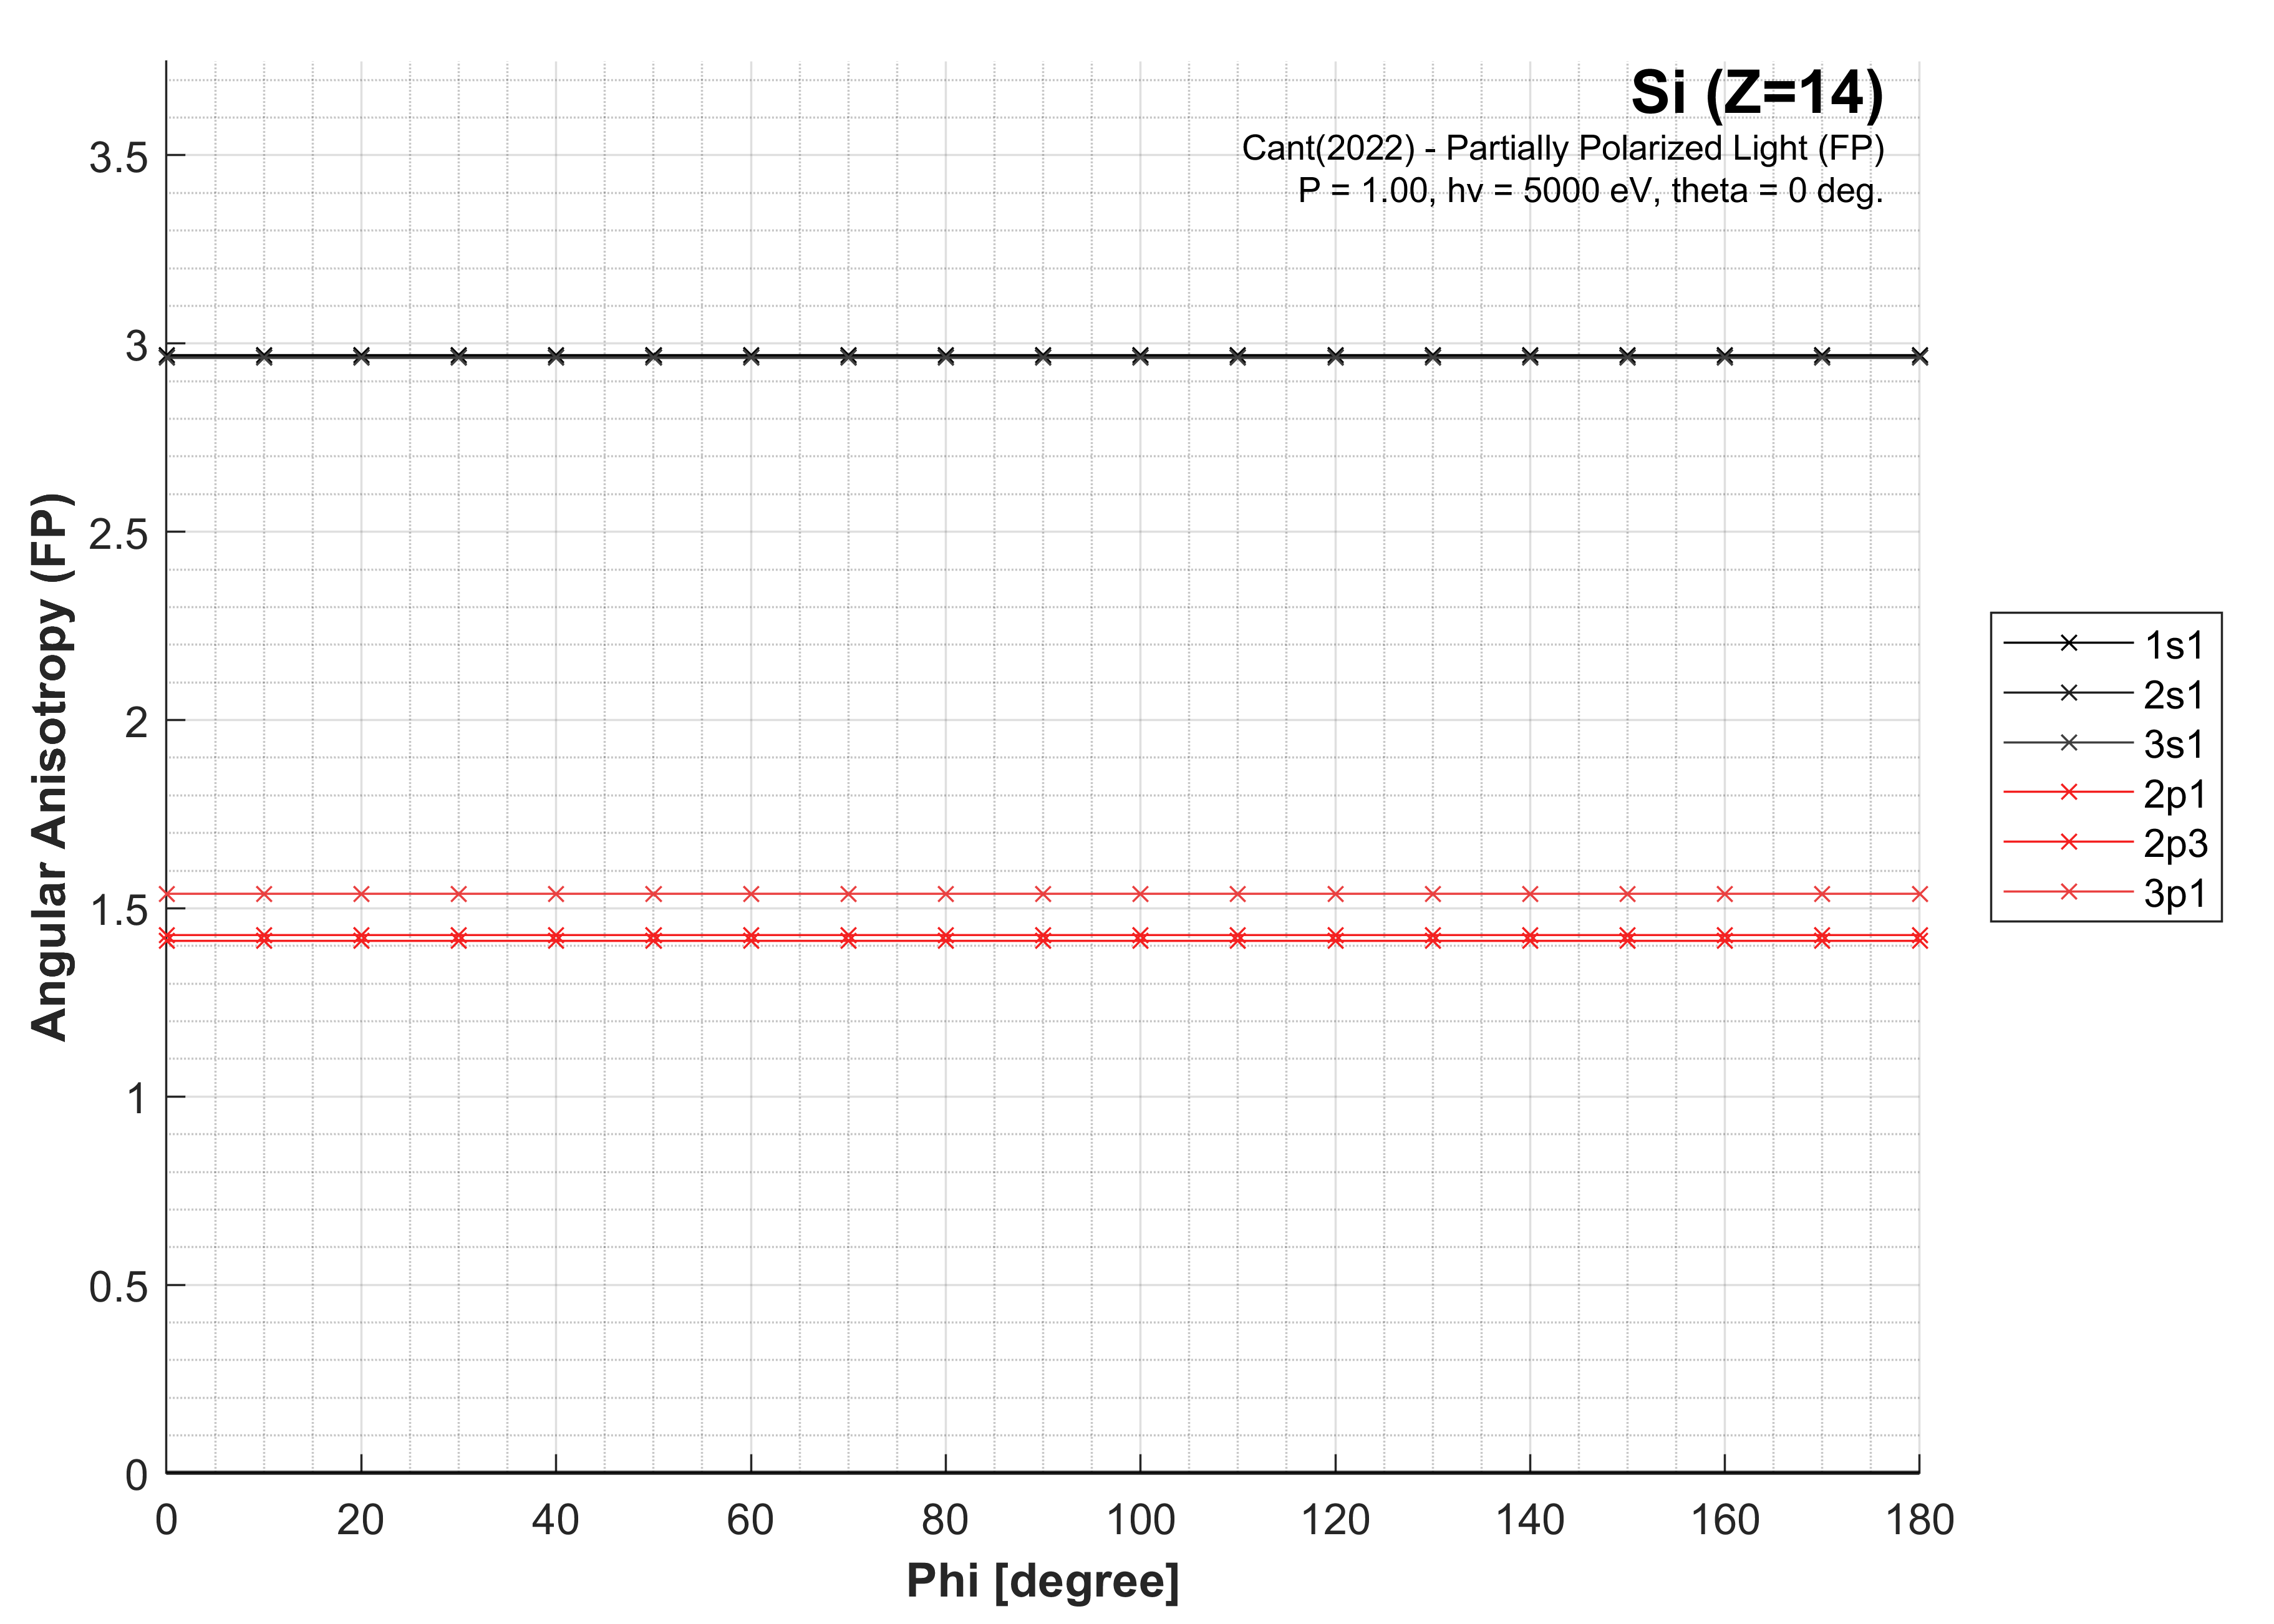 Si (Z=14)
Cant(2022) - Partially Polarized Light (FP)
P = 1.00, hv = 5000 eV, theta = 0 deg.
Angular Anisotropy (FP)
3.5
3
2.5
2
1.5
1
0.5
0
0 20 40 60 80 100 120 140 160 180
Phi [degree]
1s1
2s1
3s1
2p1
2p3
3p1